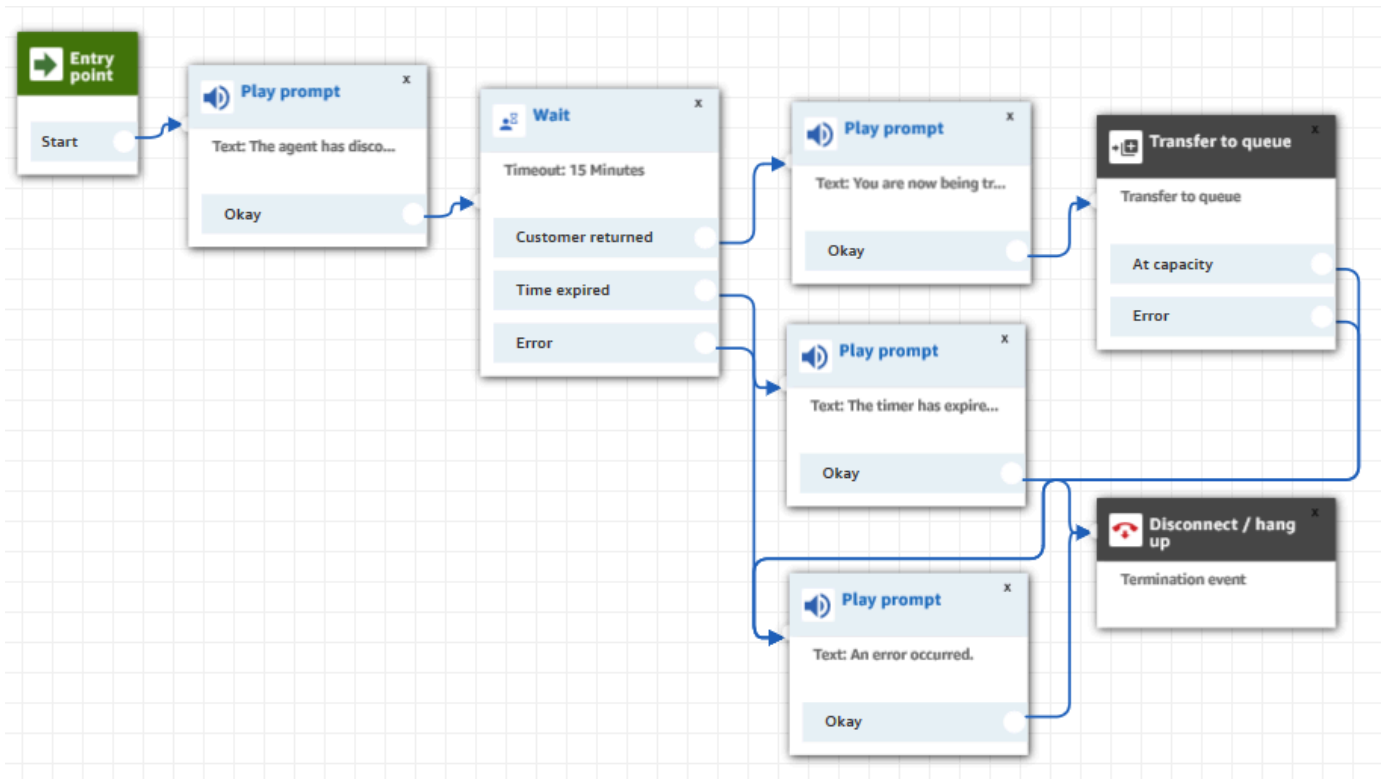 Entry
point
Start
Play prompt
x
Text: The agent has disco...
Okay
Wait
x
Timeout: 15 Minutes
Customer returned
Time expired
Error
Play prompt
x
Text: You are now being tr...
Okay
Transfer to queue
x
Transfer to queue
At capacity
Error
Play prompt
x
Text: The timer has expire...
Okay
Disconnect / hang
up
x
Termination event
Play prompt
x
Text: An error occurred.
Okay